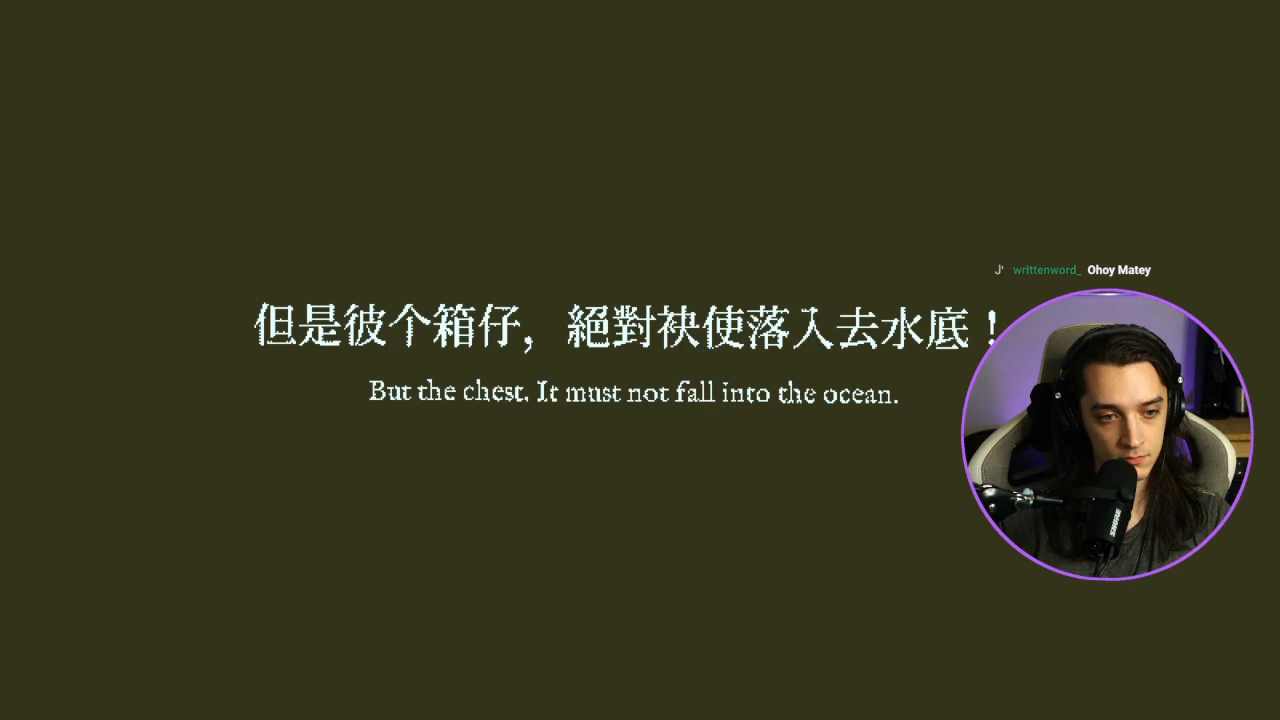 writtenword_ Ohoy Matey
但是彼个箱仔，絕對袂使落入去水底！
But the chest. It must not fall into the ocean.
SHURE